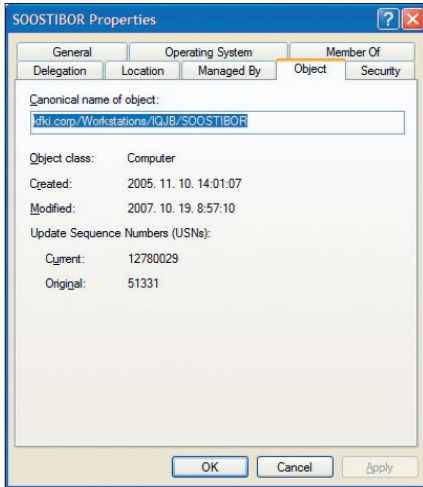 SOOSTIBOR Properties
General Operating System Member Of
Delegation Location Managed By Object Security
Canonical name of object:
kfki.corp/Workstations/IQJB/SOOSTIBOR
Object class: Computer
Created: 2005. 11. 10. 14:01:07
Modified: 2007. 10. 19. 8:57:10
Update Sequence Numbers (USNs):
Current: 12780029
Original: 51331
OK Cancel Apply